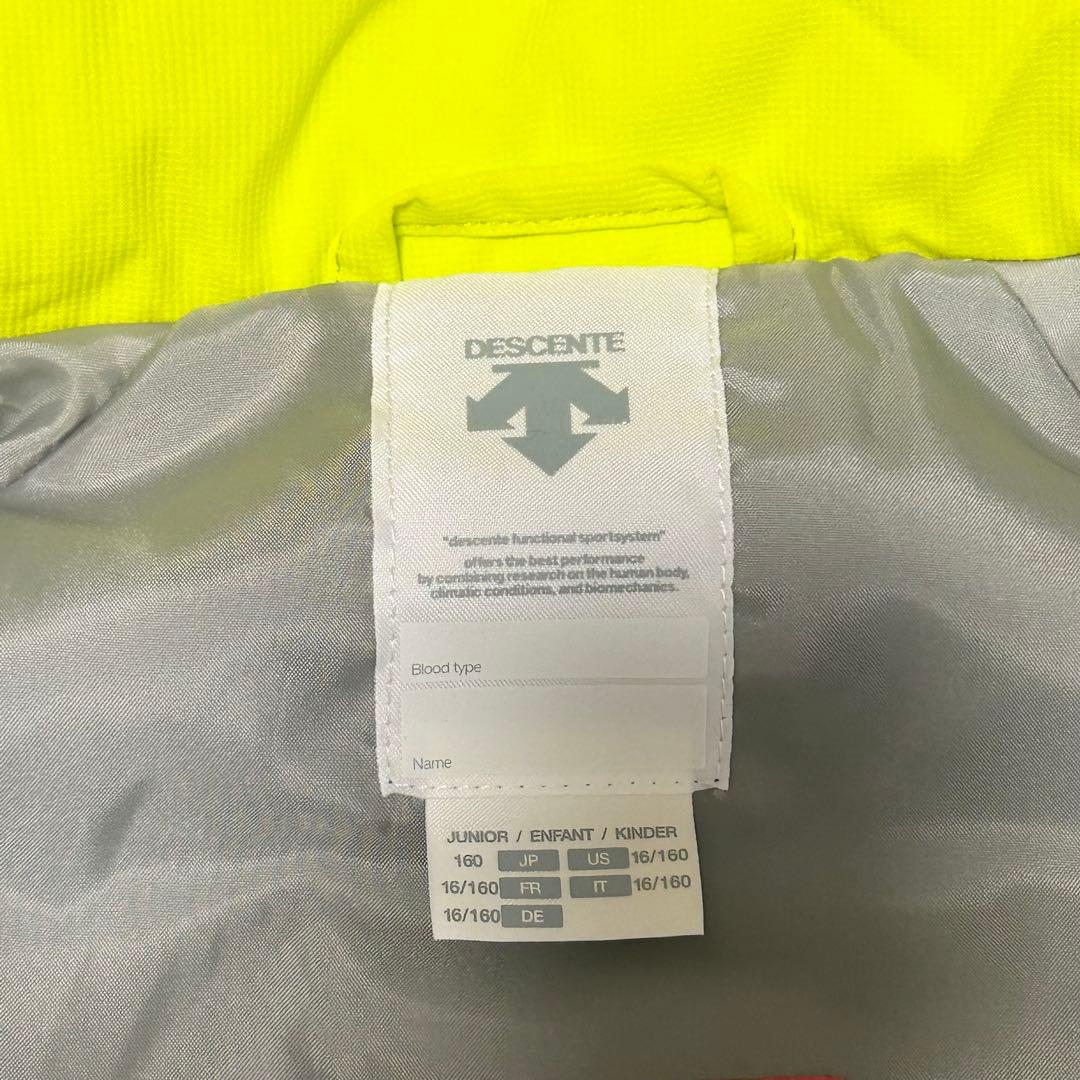 DESCENTE
"descente functional sportsystem"
offers the best performance
by combining research on the human body,
climatic conditions, and biomechanics.
Blood type
Name
JUNIOR / ENFANT / KINDER
160 JP US 16/160
16/160 FR IT 16/160
16/160 DE